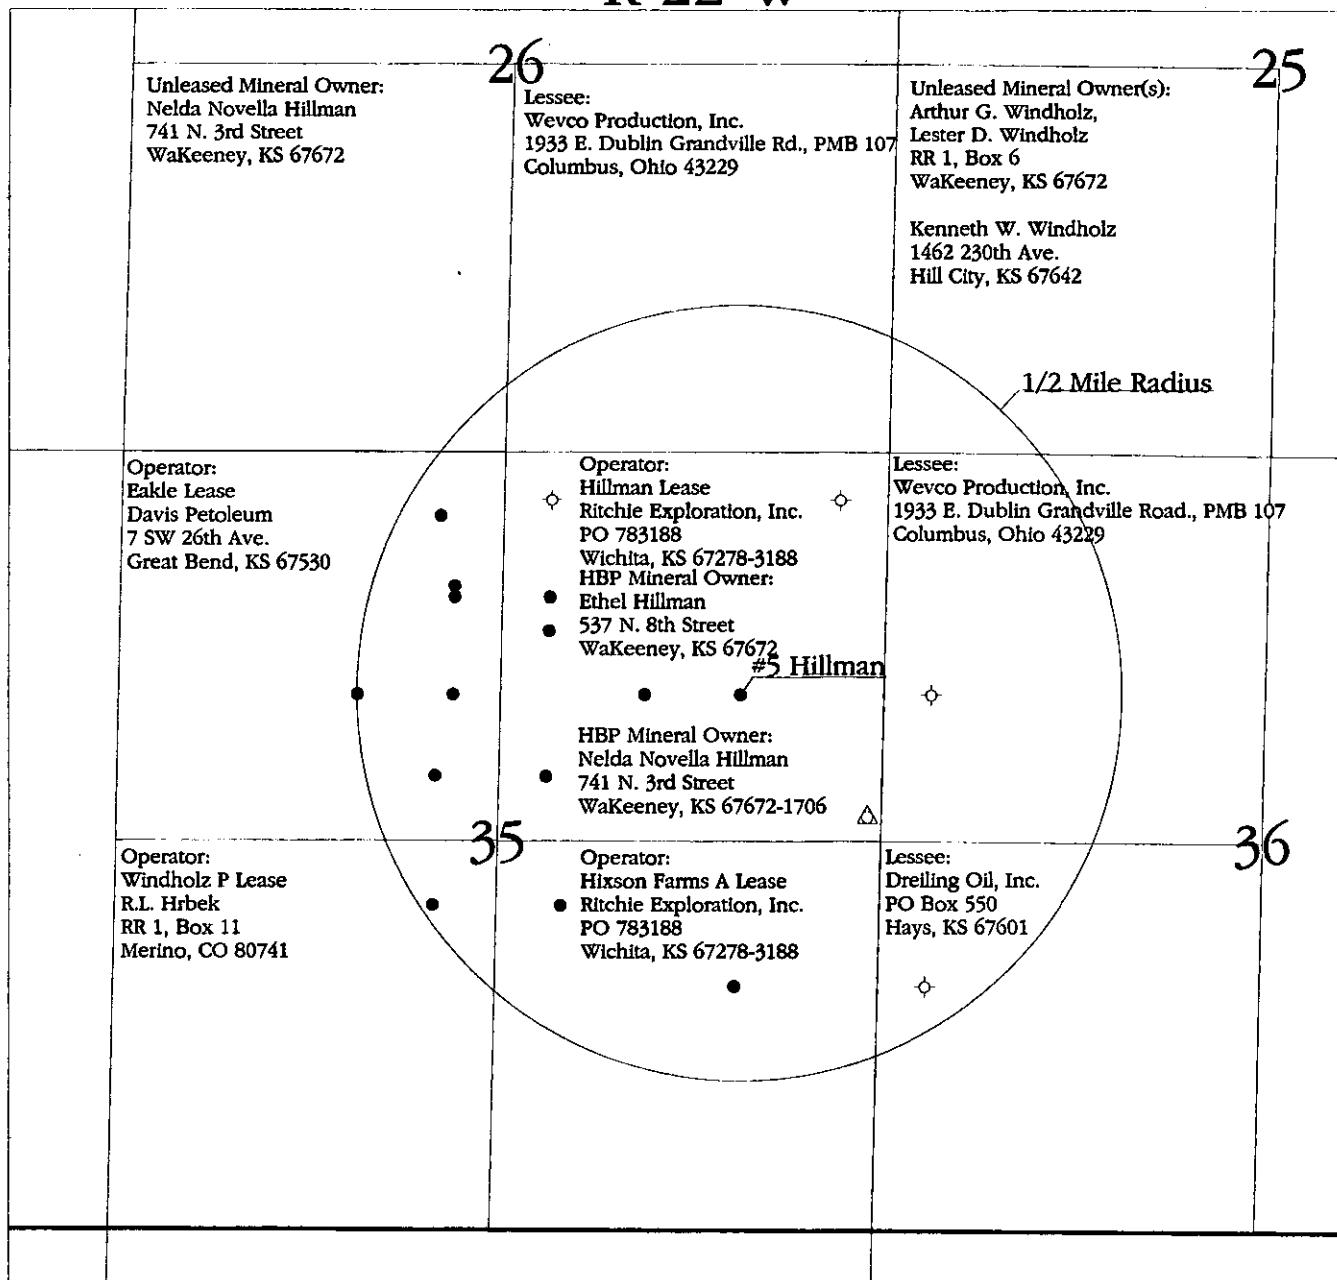 R 22 W
26
25
Unleased Mineral Owner:
Nelda Novella Hillman
741 N. 3rd Street
WaKeeney, KS 67672
Lessee:
Wevco Production, Inc.
1933 E. Dublin Grandville Rd., PMB 107
Columbus, Ohio 43229
Unleased Mineral Owner(s):
Arthur G. Windholz,
Lester D. Windholz
RR 1, Box 6
WaKeeney, KS 67672
Kenneth W. Windholz
1462 230th Ave.
Hill City, KS 67642
1/2 Mile Radius
Operator:
Eakle Lease
Davis Petoleum
7 SW 26th Ave.
Great Bend, KS 67530
Operator:
Hillman Lease
Ritchie Exploration, Inc.
PO 783188
Wichita, KS 67278-3188
HBP Mineral Owner:
Ethel Hillman
537 N. 8th Street
WaKeeney, KS 67672
#5 Hillman
HBP Mineral Owner:
Nelda Novella Hillman
741 N. 3rd Street
WaKeeney, KS 67672-1706
Lessee:
Wevco Production, Inc.
1933 E. Dublin Grandville Road., PMB 107
Columbus, Ohio 43229
35
36
Operator:
Windholz P Lease
R.L. Hrbek
RR 1, Box 11
Merino, CO 80741
Operator:
Hixson Farms A Lease
Ritchie Exploration, Inc.
PO 783188
Wichita, KS 67278-3188
Lessee:
Dreiling Oil, Inc.
PO Box 550
Hays, KS 67601